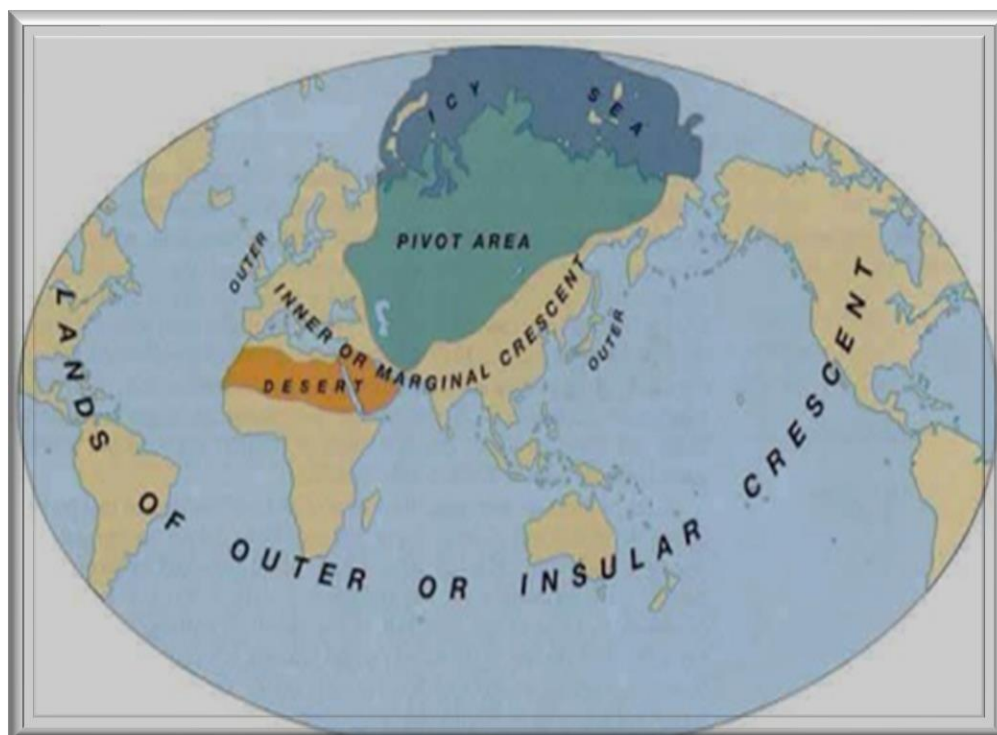 ICY SEA
PIVOT AREA
OUTER
INNER OR MARGINAL CRESCENT
OUTER
DESERT
LANDS OF OUTER OR INSULAR CRESCENT